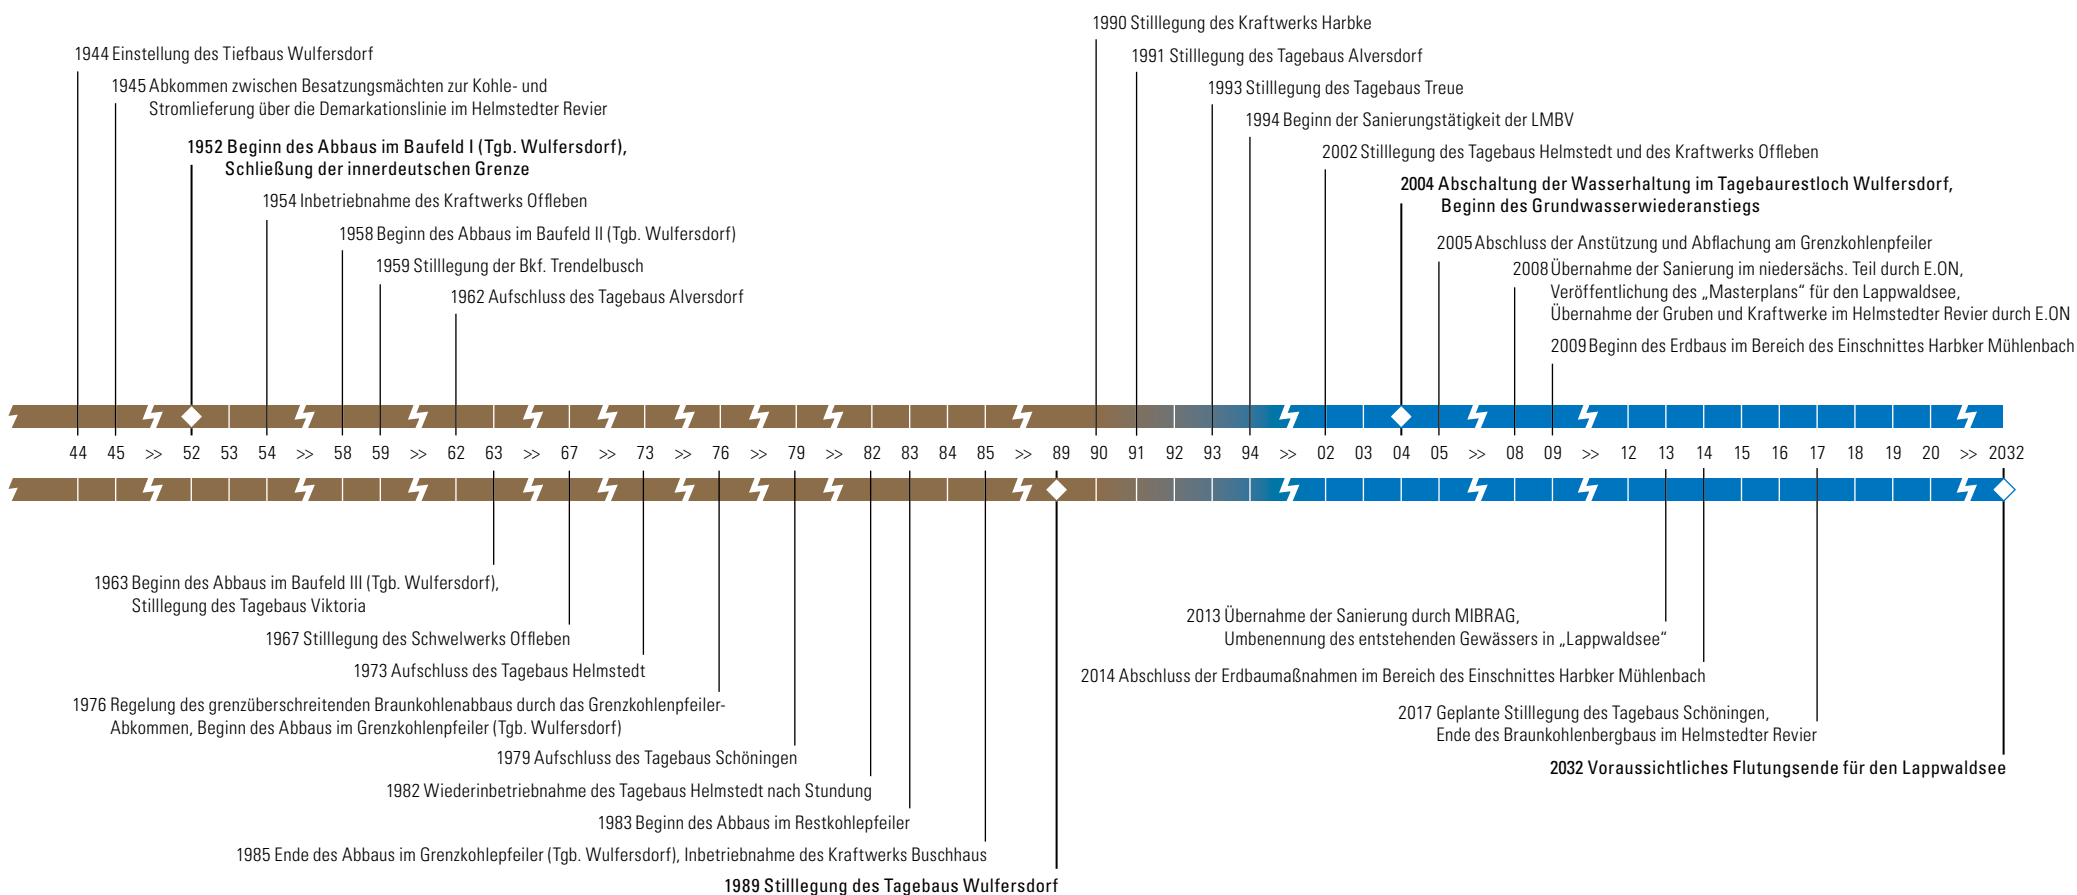 1990 Stilllegung des Kraftwerks Harbke
1944 Einstellung des Tiefbaus Wulfersdorf
1991 Stilllegung des Tagebaus Alversdorf
1945 Abkommen zwischen Besatzungsmächten zur Kohle- und
Stromlieferung über die Demarkationslinie im Helmstedter Revier
1993 Stilllegung des Tagebaus Treue
1994 Beginn der Sanierungstätigkeit der LMBV
1952 Beginn des Abbaus im Baufeld I (Tgb. Wulfersdorf),
Schließung der innerdeutschen Grenze
2002 Stilllegung des Tagebaus Helmstedt und des Kraftwerks Offleben
2004 Abschaltung der Wasserhaltung im Tagebaurestloch Wulfersdorf,
Beginn des Grundwasserwiederanstiegs
1954 Inbetriebnahme des Kraftwerks Offleben
1958 Beginn des Abbaus im Baufeld II (Tgb. Wulfersdorf)
2005 Abschluss der Anstützung und Abflachung am Grenzkohlenpfeiler
1959 Stilllegung der Bkf. Trendelbusch
2008 Übernahme der Sanierung im niedersächs. Teil durch E.ON,
Veröffentlichung des „Masterplans“ für den Lappwaldsee,
Übernahme der Gruben und Kraftwerke im Helmstedter Revier durch E.ON
1962 Aufschluss des Tagebaus Alversdorf
2009 Beginn des Erdbaus im Bereich des Einschnittes Harbker Mühlenbach
44 45 >> 52 53 54 >> 58 59 >> 62 63 >> 67 >> 73 >> 76 >> 79 >> 82 83 84 85 >> 89 90 91 92 93 94 >> 02 03 04 05 >> 08 09 >> 12 13 14 15 16 17 18 19 20 >> 2032
1963 Beginn des Abbaus im Baufeld III (Tgb. Wulfersdorf),
Stilllegung des Tagebaus Viktoria
1967 Stilllegung des Schwelwerks Offleben
1973 Aufschluss des Tagebaus Helmstedt
1976 Regelung des grenzüberschreitenden Braunkohlenabbaus durch das Grenzkohlenpfeiler-
Abkommen, Beginn des Abbaus im Grenzkohlenpfeiler (Tgb. Wulfersdorf)
1979 Aufschluss des Tagebaus Schöningen
1982 Wiederinbetriebnahme des Tagebaus Helmstedt nach Stundung
1983 Beginn des Abbaus im Restkohlepfeiler
1985 Ende des Abbaus im Grenzkohlepfeiler (Tgb. Wulfersdorf), Inbetriebnahme des Kraftwerks Buschhaus
1989 Stilllegung des Tagebaus Wulfersdorf
2013 Übernahme der Sanierung durch MIBRAG,
Umbenennung des entstehenden Gewässers in „Lappwaldsee“
2014 Abschluss der Erdbaumaßnahmen im Bereich des Einschnittes Harbker Mühlenbach
2017 Geplante Stilllegung des Tagebaus Schöningen,
Ende des Braunkohlenbergbaus im Helmstedter Revier
2032 Voraussichtliches Flutungsende für den Lappwaldsee